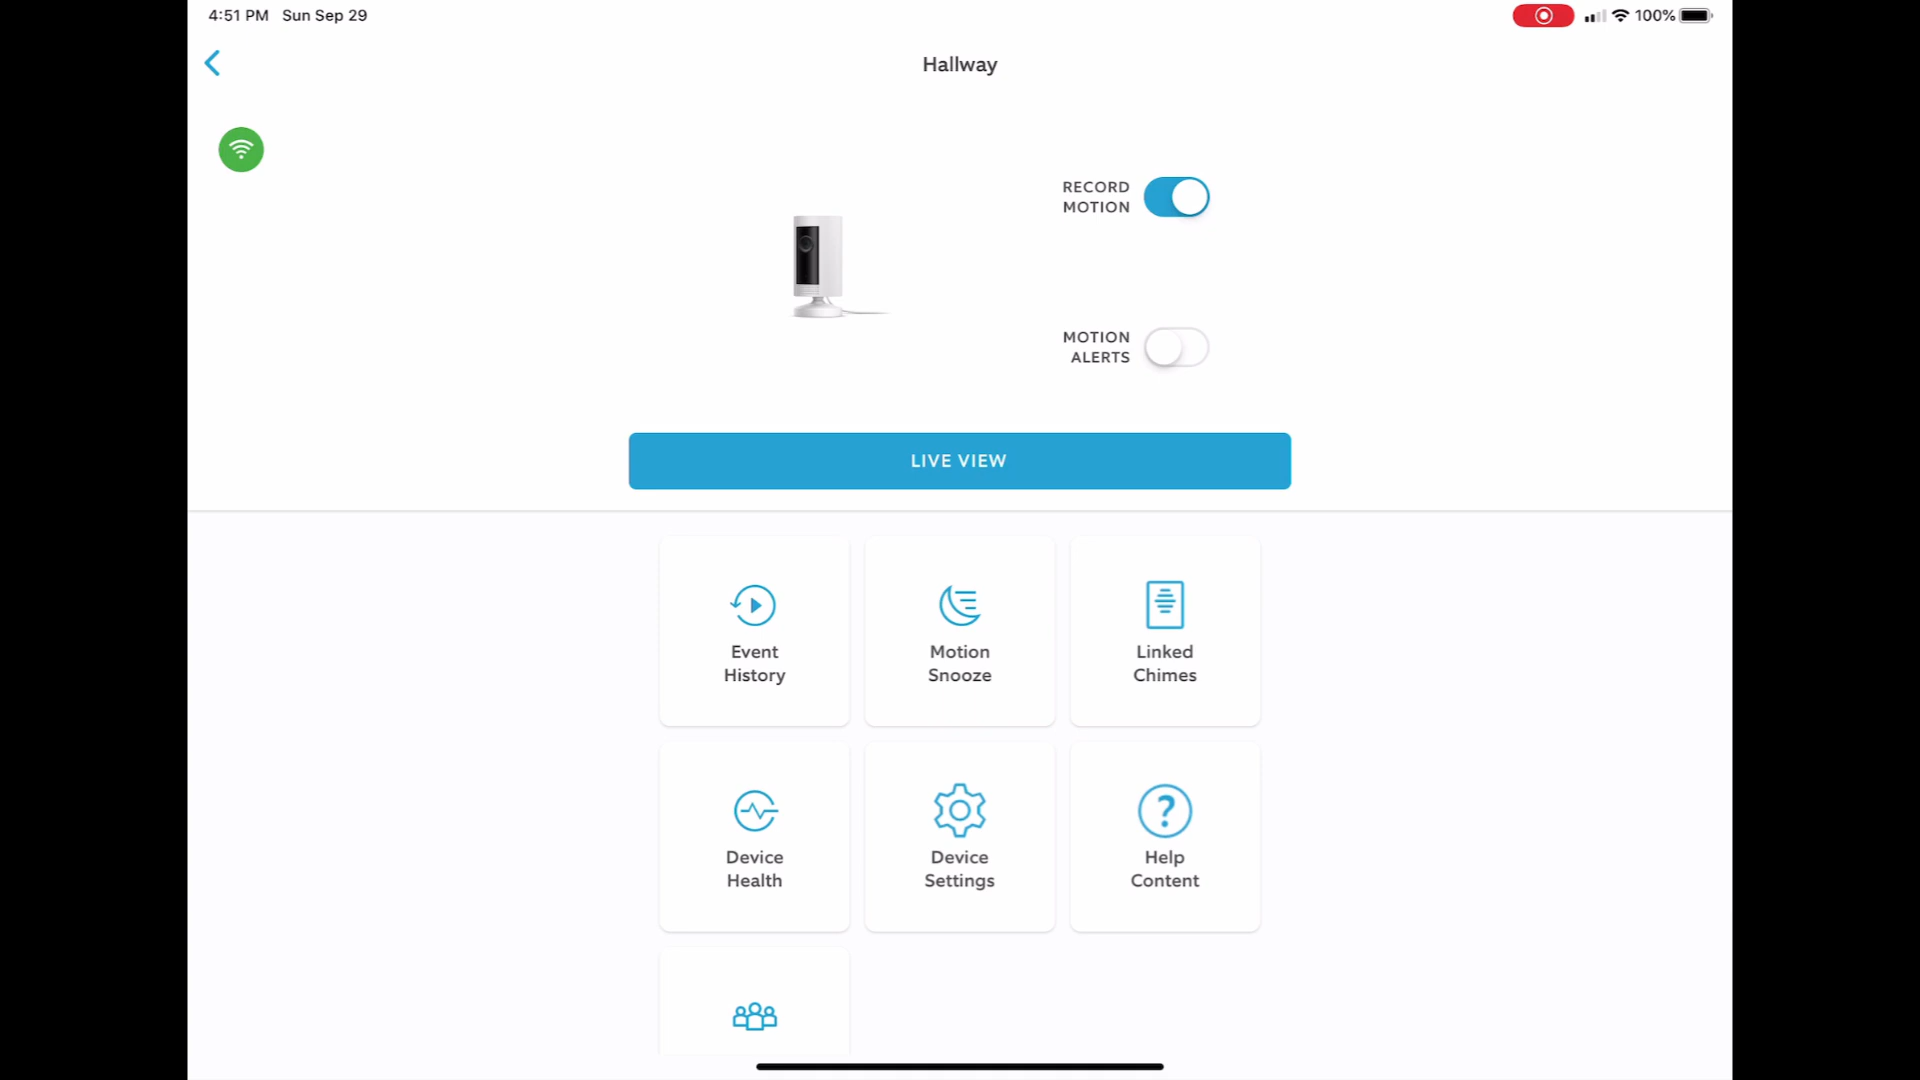 4:51 PM Sun Sep 29
100%
Hallway
RECORD
MOTION
MOTION
ALERTS
LIVE VIEW
Event
History
Motion
Snooze
Linked
Chimes
Device
Health
Device
Settings
?
Help
Content